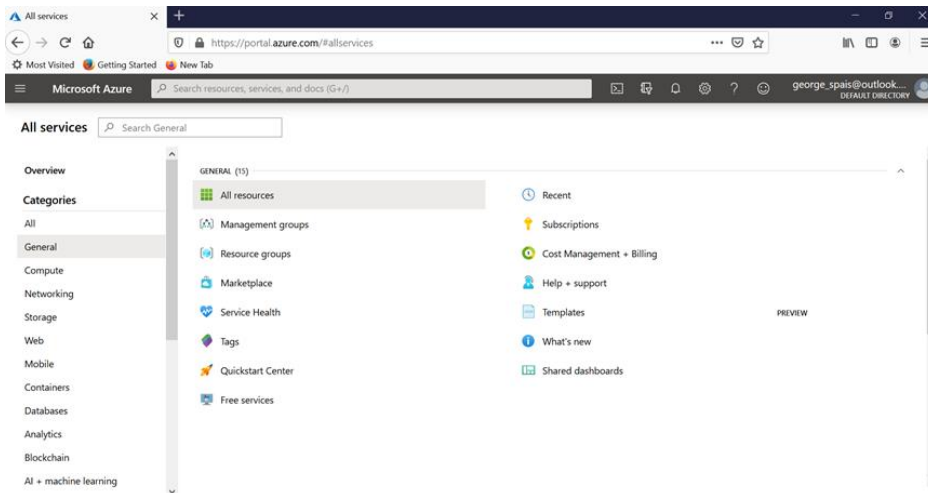 All services
https://portal.azure.com/#allservices
Most Visited Getting Started New Tab
Microsoft Azure Search resources, services, and docs (G+/) george_spais@outlook....
DEFAULT DIRECTORY
All services Search General
Overview
Categories
All
General
Compute
Networking
Storage
Web
Mobile
Containers
Databases
Analytics
Blockchain
AI + machine learning
GENERAL (15)
All resources
Management groups
Resource groups
Marketplace
Service Health
Tags
Quickstart Center
Free services
Recent
Subscriptions
Cost Management + Billing
Help + support
Templates PREVIEW
What's new
Shared dashboards